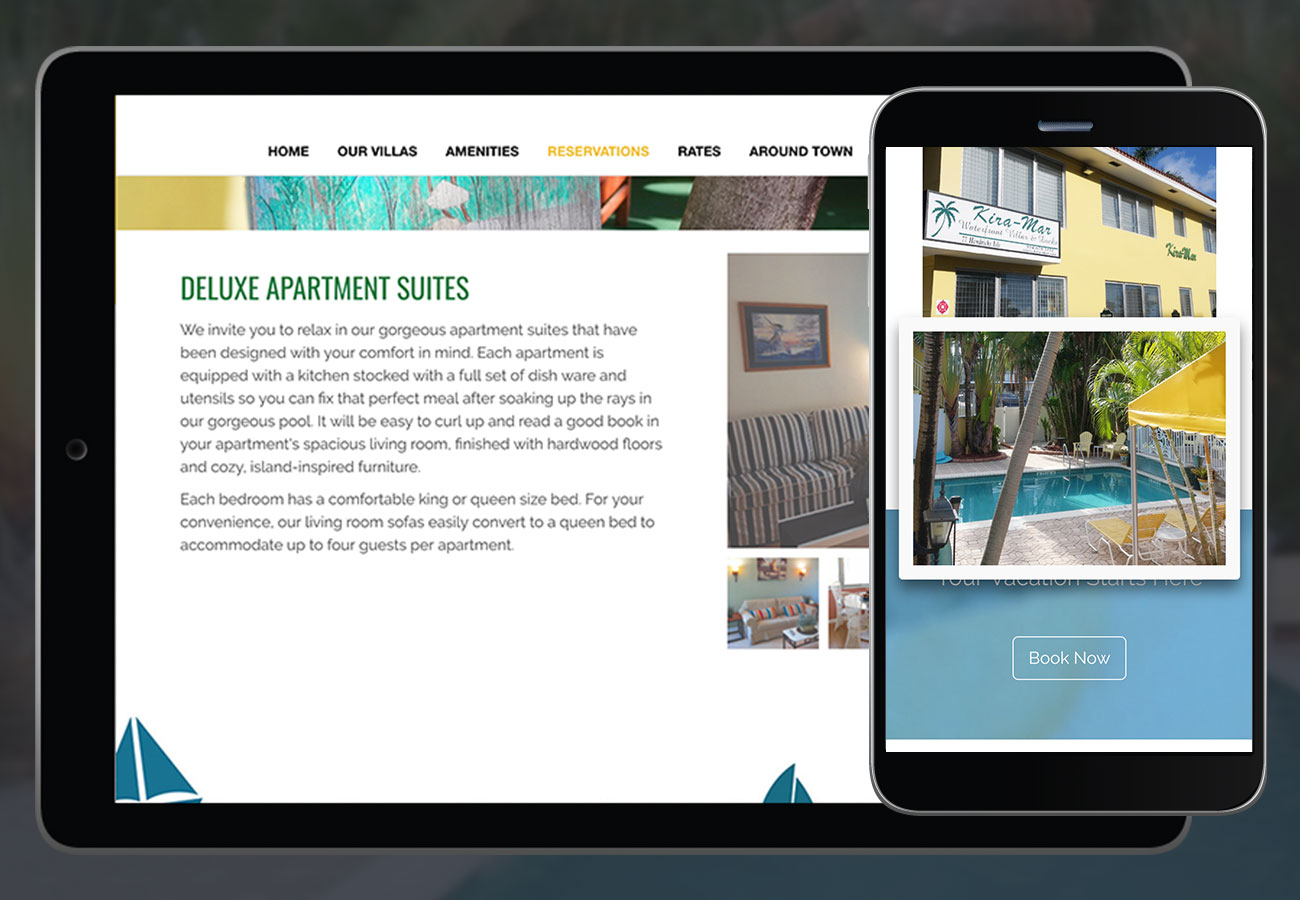 HOME OUR VILLAS AMENITIES RESERVATIONS RATES AROUND TOWN
DELUXE APARTMENT SUITES
We invite you to relax in our gorgeous apartment suites that have
been designed with your comfort in mind. Each apartment is
equipped with a kitchen stocked with a full set of dish ware and
utensils so you can fix that perfect meal after soaking up the rays in
our gorgeous pool. It will be easy to curl up and read a good book in
your apartment's spacious living room, finished with hardwood floors
and cozy, island-inspired furniture.
Each bedroom has a comfortable king or queen size bed. For your
convenience, our living room sofas easily convert to a queen bed to
accommodate up to four guests per apartment.
Kira-Mar
Waterfront Villas & Docks
Kira-Mar
Your Vacation Starts Here
Book Now